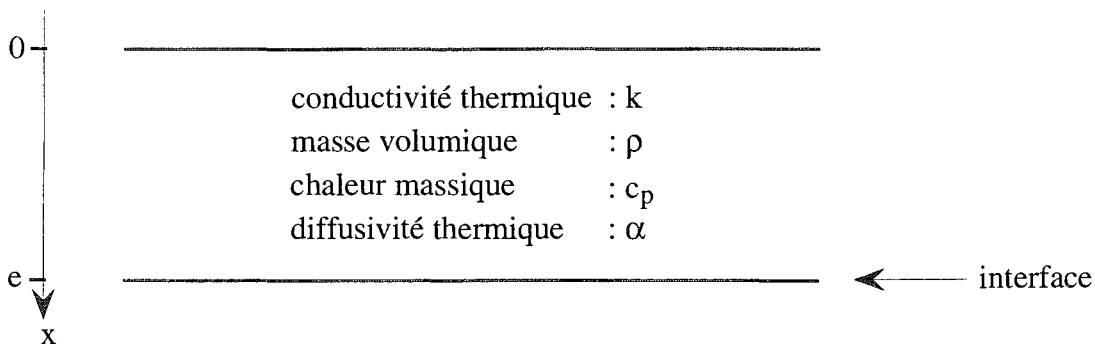 0
conductivité thermique : k
masse volumique : ρ
chaleur massique : cₚ
diffusivité thermique : α
e
interface
x